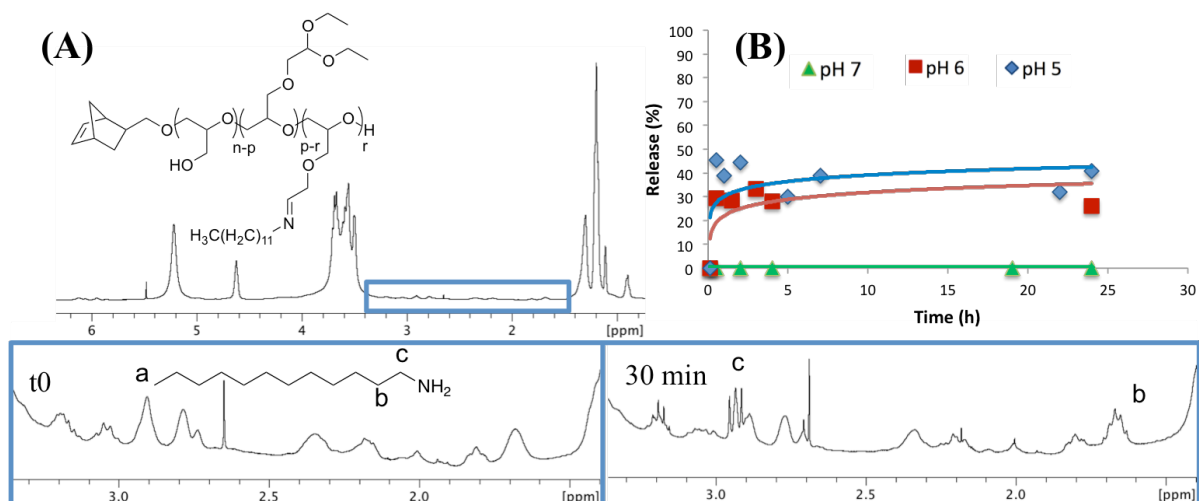 (A)
O
O
O
O
O
O
O
O
H
n-p
p-r
r
HO
O
N
H₃C(H₂C)₁₁
6
5
4
3
2
[ppm]
(B)
100
90
80
70
60
50
40
30
20
10
0
Release (%)
pH 7
pH 6
pH 5
0
5
10
15
20
25
30
Time (h)
t0
a
b
c
NH₂
3.0
2.5
2.0
[ppm]
30 min
c
b
3.0
2.5
2.0
[ppm]